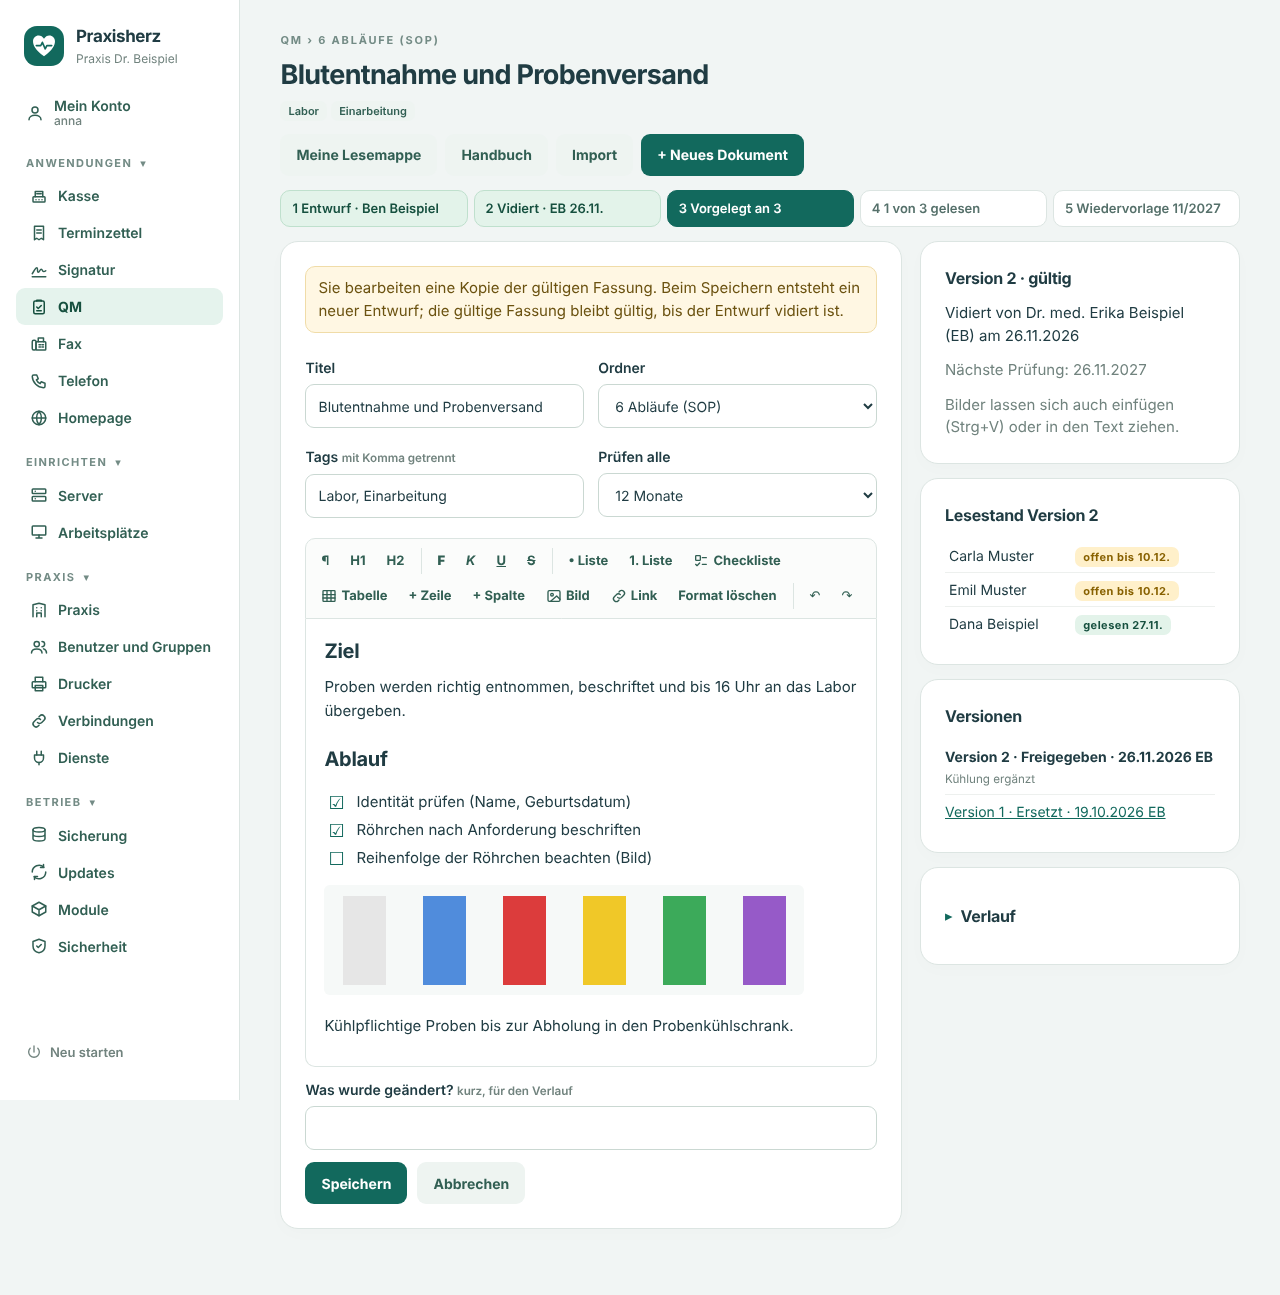 Praxisherz
Praxis Dr. Beispiel
Mein Konto
anna
ANWENDUNGEN ▾
Kasse
Terminzettel
Signatur
QM
Fax
Telefon
Homepage
EINRICHTEN ▾
Server
Arbeitsplätze
PRAXIS ▾
Praxis
Benutzer und Gruppen
Drucker
Verbindungen
Dienste
BETRIEB ▾
Sicherung
Updates
Module
Sicherheit
Neu starten
QM › 6 ABLÄUFE (SOP)
Blutentnahme und Probenversand
Labor Einarbeitung
Meine Lesemappe Handbuch Import + Neues Dokument
1 Entwurf · Ben Beispiel 2 Vidiert · EB 26.11. 3 Vorgelegt an 3 4 1 von 3 gelesen 5 Wiedervorlage 11/2027
Sie bearbeiten eine Kopie der gültigen Fassung. Beim Speichern entsteht ein
neuer Entwurf; die gültige Fassung bleibt gültig, bis der Entwurf vidiert ist.
Titel Ordner
Blutentnahme und Probenversand 6 Abläufe (SOP)
Tags mit Komma getrennt Prüfen alle
Labor, Einarbeitung 12 Monate
¶ H1 H2 F K U S • Liste 1. Liste Checkliste
Tabelle + Zeile + Spalte Bild Link Format löschen ↶ ↷
Ziel
Proben werden richtig entnommen, beschriftet und bis 16 Uhr an das Labor
übergeben.
Ablauf
☑ Identität prüfen (Name, Geburtsdatum)
☑ Röhrchen nach Anforderung beschriften
☐ Reihenfolge der Röhrchen beachten (Bild)
Kühlpflichtige Proben bis zur Abholung in den Probenkühlschrank.
Was wurde geändert? kurz, für den Verlauf
Speichern Abbrechen
Version 2 · gültig
Vidiert von Dr. med. Erika Beispiel
(EB) am 26.11.2026
Nächste Prüfung: 26.11.2027
Bilder lassen sich auch einfügen
(Strg+V) oder in den Text ziehen.
Lesestand Version 2
Carla Muster offen bis 10.12.
Emil Muster offen bis 10.12.
Dana Beispiel gelesen 27.11.
Versionen
Version 2 · Freigegeben · 26.11.2026 EB
Kühlung ergänzt
Version 1 · Ersetzt · 19.10.2026 EB
▸ Verlauf